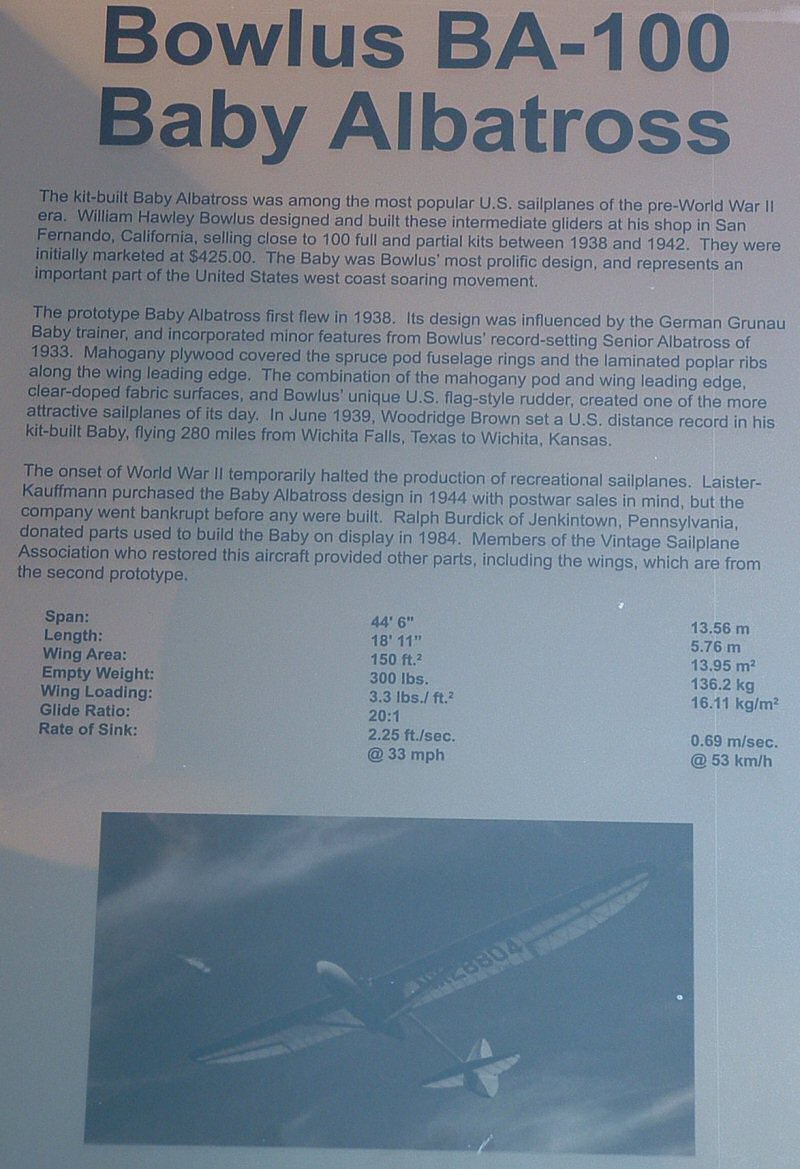 Bowlus BA-100
Baby Albatross
The kit-built Baby Albatross was among the most popular U.S. sailplanes of the pre-World War II
era. William Hawley Bowlus designed and built these intermediate gliders at his shop in San
Fernando, California, selling close to 100 full and partial kits between 1938 and 1942. They were
initially marketed at $425.00. The Baby was Bowlus' most prolific design, and represents an
important part of the United States west coast soaring movement.
The prototype Baby Albatross first flew in 1938. Its design was influenced by the German Grunau
Baby trainer, and incorporated minor features from Bowlus' record-setting Senior Albatross of
1933. Mahogany plywood covered the spruce pod fuselage rings and the laminated poplar ribs
along the wing leading edge. The combination of the mahogany pod and wing leading edge,
clear-doped fabric surfaces, and Bowlus' unique U.S. flag-style rudder, created one of the more
attractive sailplanes of its day. In June 1939, Woodridge Brown set a U.S. distance record in his
kit-built Baby, flying 280 miles from Wichita Falls, Texas to Wichita, Kansas.
The onset of World War II temporarily halted the production of recreational sailplanes. Laister-
Kauffmann purchased the Baby Albatross design in 1944 with postwar sales in mind, but the
company went bankrupt before any were built. Ralph Burdick of Jenkintown, Pennsylvania,
donated parts used to build the Baby on display in 1984. Members of the Vintage Sailplane
Association who restored this aircraft provided other parts, including the wings, which are from
the second prototype.
Span: 44' 6" 13.56 m
Length: 18' 11" 5.76 m
Wing Area: 150 ft.² 13.95 m²
Empty Weight: 300 lbs. 136.2 kg
Wing Loading: 3.3 lbs./ ft.² 16.11 kg/m²
Glide Ratio: 20:1
Rate of Sink: 2.25 ft./sec. 0.69 m/sec.
@ 33 mph @ 53 km/h